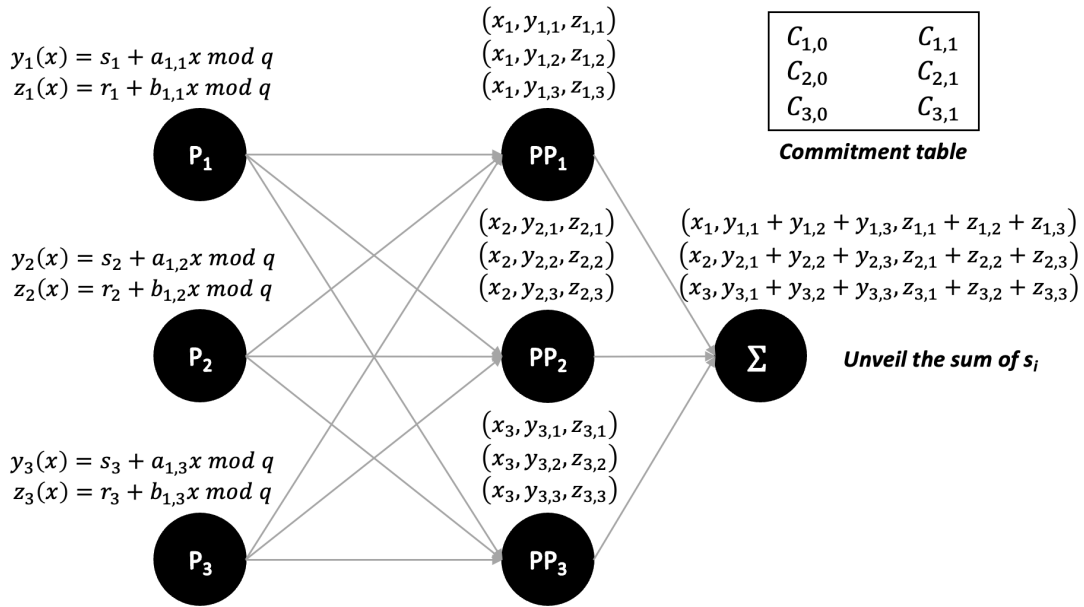 y₁(x) = s₁ + a₁,₁x mod q
z₁(x) = r₁ + b₁,₁x mod q
P₁
(x₁, y₁,₁, z₁,₁)
(x₁, y₁,₂, z₁,₂)
(x₁, y₁,₃, z₁,₃)
PP₁
C₁,₀ C₁,₁
C₂,₀ C₂,₁
C₃,₀ C₃,₁
Commitment table
y₂(x) = s₂ + a₁,₂x mod q
z₂(x) = r₂ + b₁,₂x mod q
P₂
(x₂, y₂,₁, z₂,₁)
(x₂, y₂,₂, z₂,₂)
(x₂, y₂,₃, z₂,₃)
PP₂
(x₁, y₁,₁ + y₁,₂ + y₁,₃, z₁,₁ + z₁,₂ + z₁,₃)
(x₂, y₂,₁ + y₂,₂ + y₂,₃, z₂,₁ + z₂,₂ + z₂,₃)
(x₃, y₃,₁ + y₃,₂ + y₃,₃, z₃,₁ + z₃,₂ + z₃,₃)
Σ
Unveil the sum of sᵢ
y₃(x) = s₃ + a₁,₃x mod q
z₃(x) = r₃ + b₁,₃x mod q
P₃
(x₃, y₃,₁, z₃,₁)
(x₃, y₃,₂, z₃,₂)
(x₃, y₃,₃, z₃,₃)
PP₃